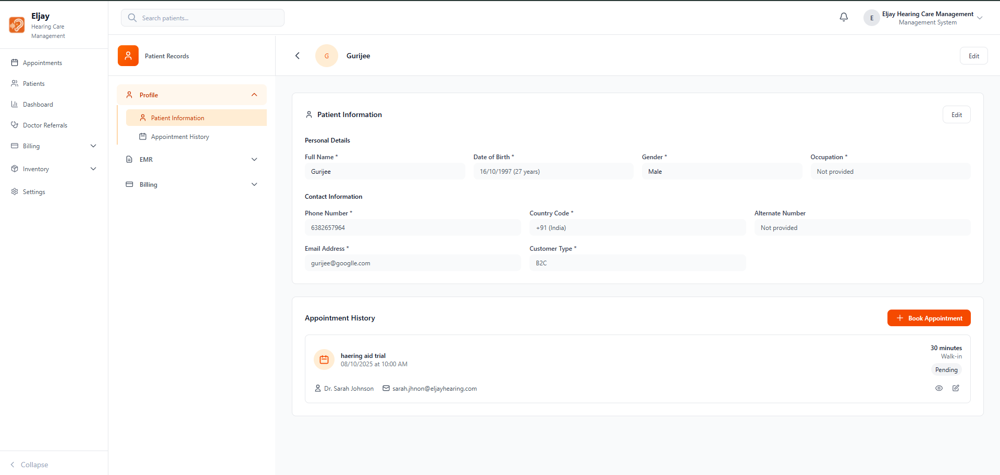 Eljay
Hearing Care
Management
Search patients...
E
Eljay Hearing Care Management
Management System
Appointments
Patients
Dashboard
Doctor Referrals
Billing
Inventory
Settings
Collapse
Patient Records
Profile
Patient Information
Appointment History
EMR
Billing
G
Gurijee
Edit
Patient Information
Edit
Personal Details
Full Name *
Date of Birth *
Gender *
Occupation *
Gurijee
16/10/1997 (27 years)
Male
Not provided
Contact Information
Phone Number *
Country Code *
Alternate Number
6382657964
+91 (India)
Not provided
Email Address *
Customer Type *
gurijee@googlle.com
B2C
Appointment History
Book Appointment
haering aid trial
08/10/2025 at 10:00 AM
30 minutes
Walk-in
Pending
Dr. Sarah Johnson
sarah.jhnon@eljayhearing.com